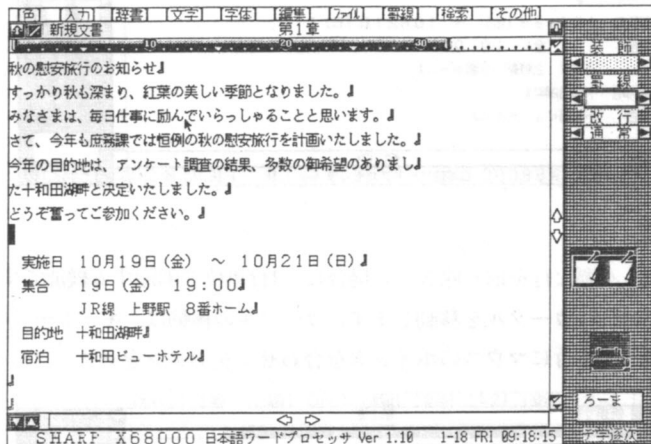 [色] [入力] [辞書] [文字] [字体] [編集] [ファイル] [罫線] [検索] [その他]
新規文書 第1章
10 20 30
秋の慰安旅行のお知らせ
すっかり秋も深まり、紅葉の美しい季節となりました。
みなさまは、毎日仕事に励んでいらっしゃることと思います。
さて、今年も庶務課では恒例の秋の慰安旅行を計画いたしました。
今年の目的地は、アンケート調査の結果、多数の御希望のありまし
た十和田湖畔と決定いたしました。
どうぞ奮ってご参加ください。
実施日 10月19日(金) ～ 10月21日(日)
集合 19日(金) 19:00
JR線 上野駅 8番ホーム
目的地 十和田湖畔
宿泊 十和田ビューホテル
装飾
罫線
改行
通常
ろーま
SHARP X68000 日本語ワードプロセッサ Ver 1.10 1-18 FRI 09:18:15